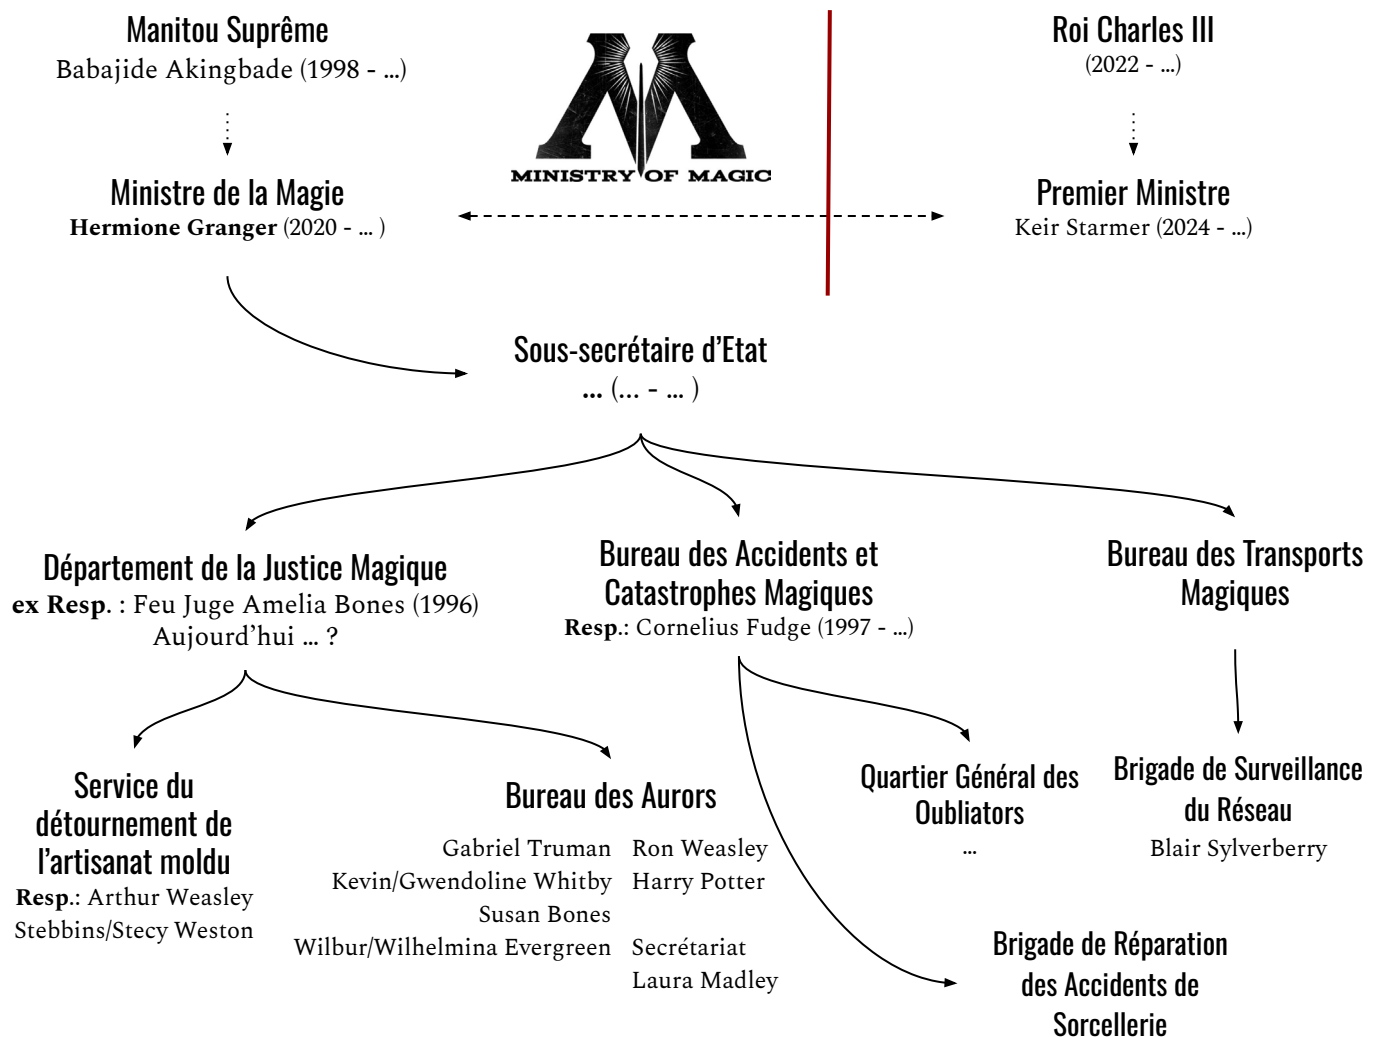 Manitou Suprême
Babajide Akingbade (1998 - ...)
MINISTRY OF MAGIC
Roi Charles III
(2022 - ...)
Ministre de la Magie
Hermione Granger (2020 - ... )
Premier Ministre
Keir Starmer (2024 - ...)
Sous-secrétaire d’Etat
... (... - ... )
Département de la Justice Magique
ex Resp. : Feu Juge Amelia Bones (1996)
Aujourd’hui ... ?
Bureau des Accidents et
Catastrophes Magiques
Resp.: Cornelius Fudge (1997 - ...)
Bureau des Transports
Magiques
Service du
détournement de
l’artisanat moldu
Resp.: Arthur Weasley
Stebbins/Stecy Weston
Bureau des Aurors
Gabriel Truman
Kevin/Gwendoline Whitby
Susan Bones
Wilbur/Wilhelmina Evergreen
Ron Weasley
Harry Potter
Secrétariat
Laura Madley
Quartier Général des
Oubliators
...
Brigade de Surveillance
du Réseau
Blair Sylverberry
Brigade de Réparation
des Accidents de
Sorcellerie